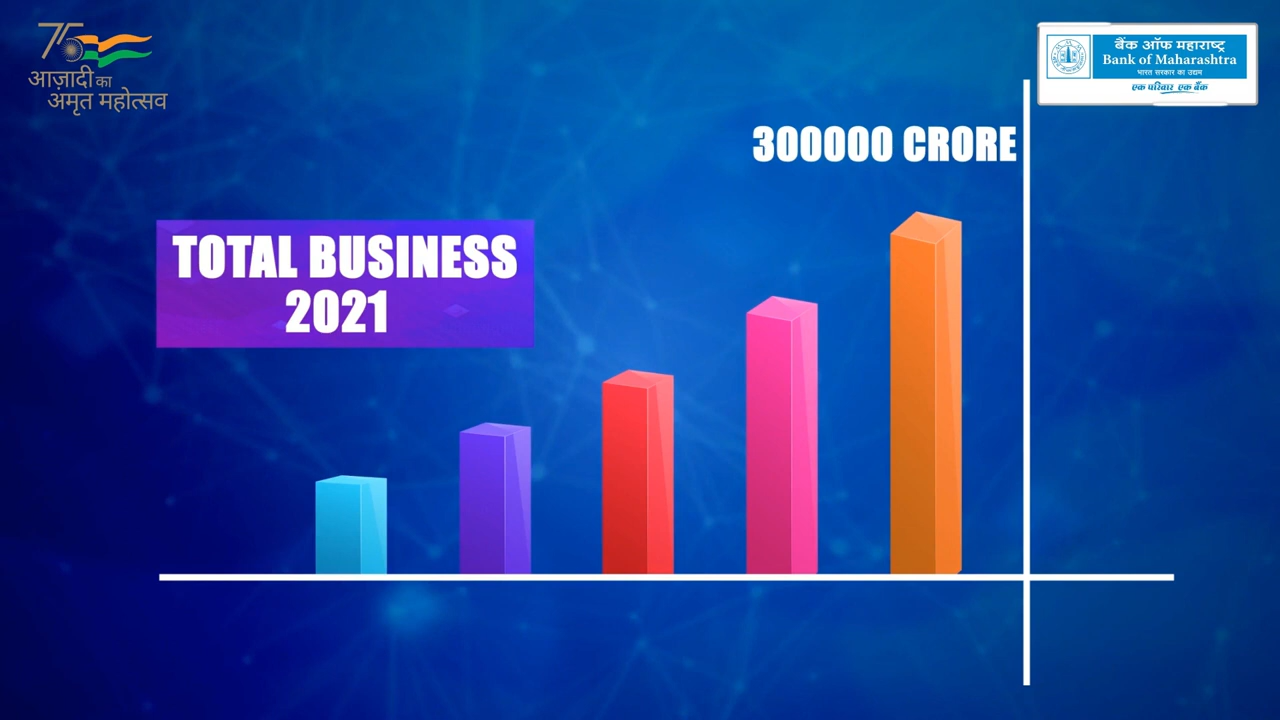 75
आज़ादी का
अमृत महोत्सव
बैंक ऑफ महाराष्ट्र
Bank of Maharashtra
भारत सरकार का उद्यम
एक परिवार एक बैंक
300000 CRORE
TOTAL BUSINESS
2021